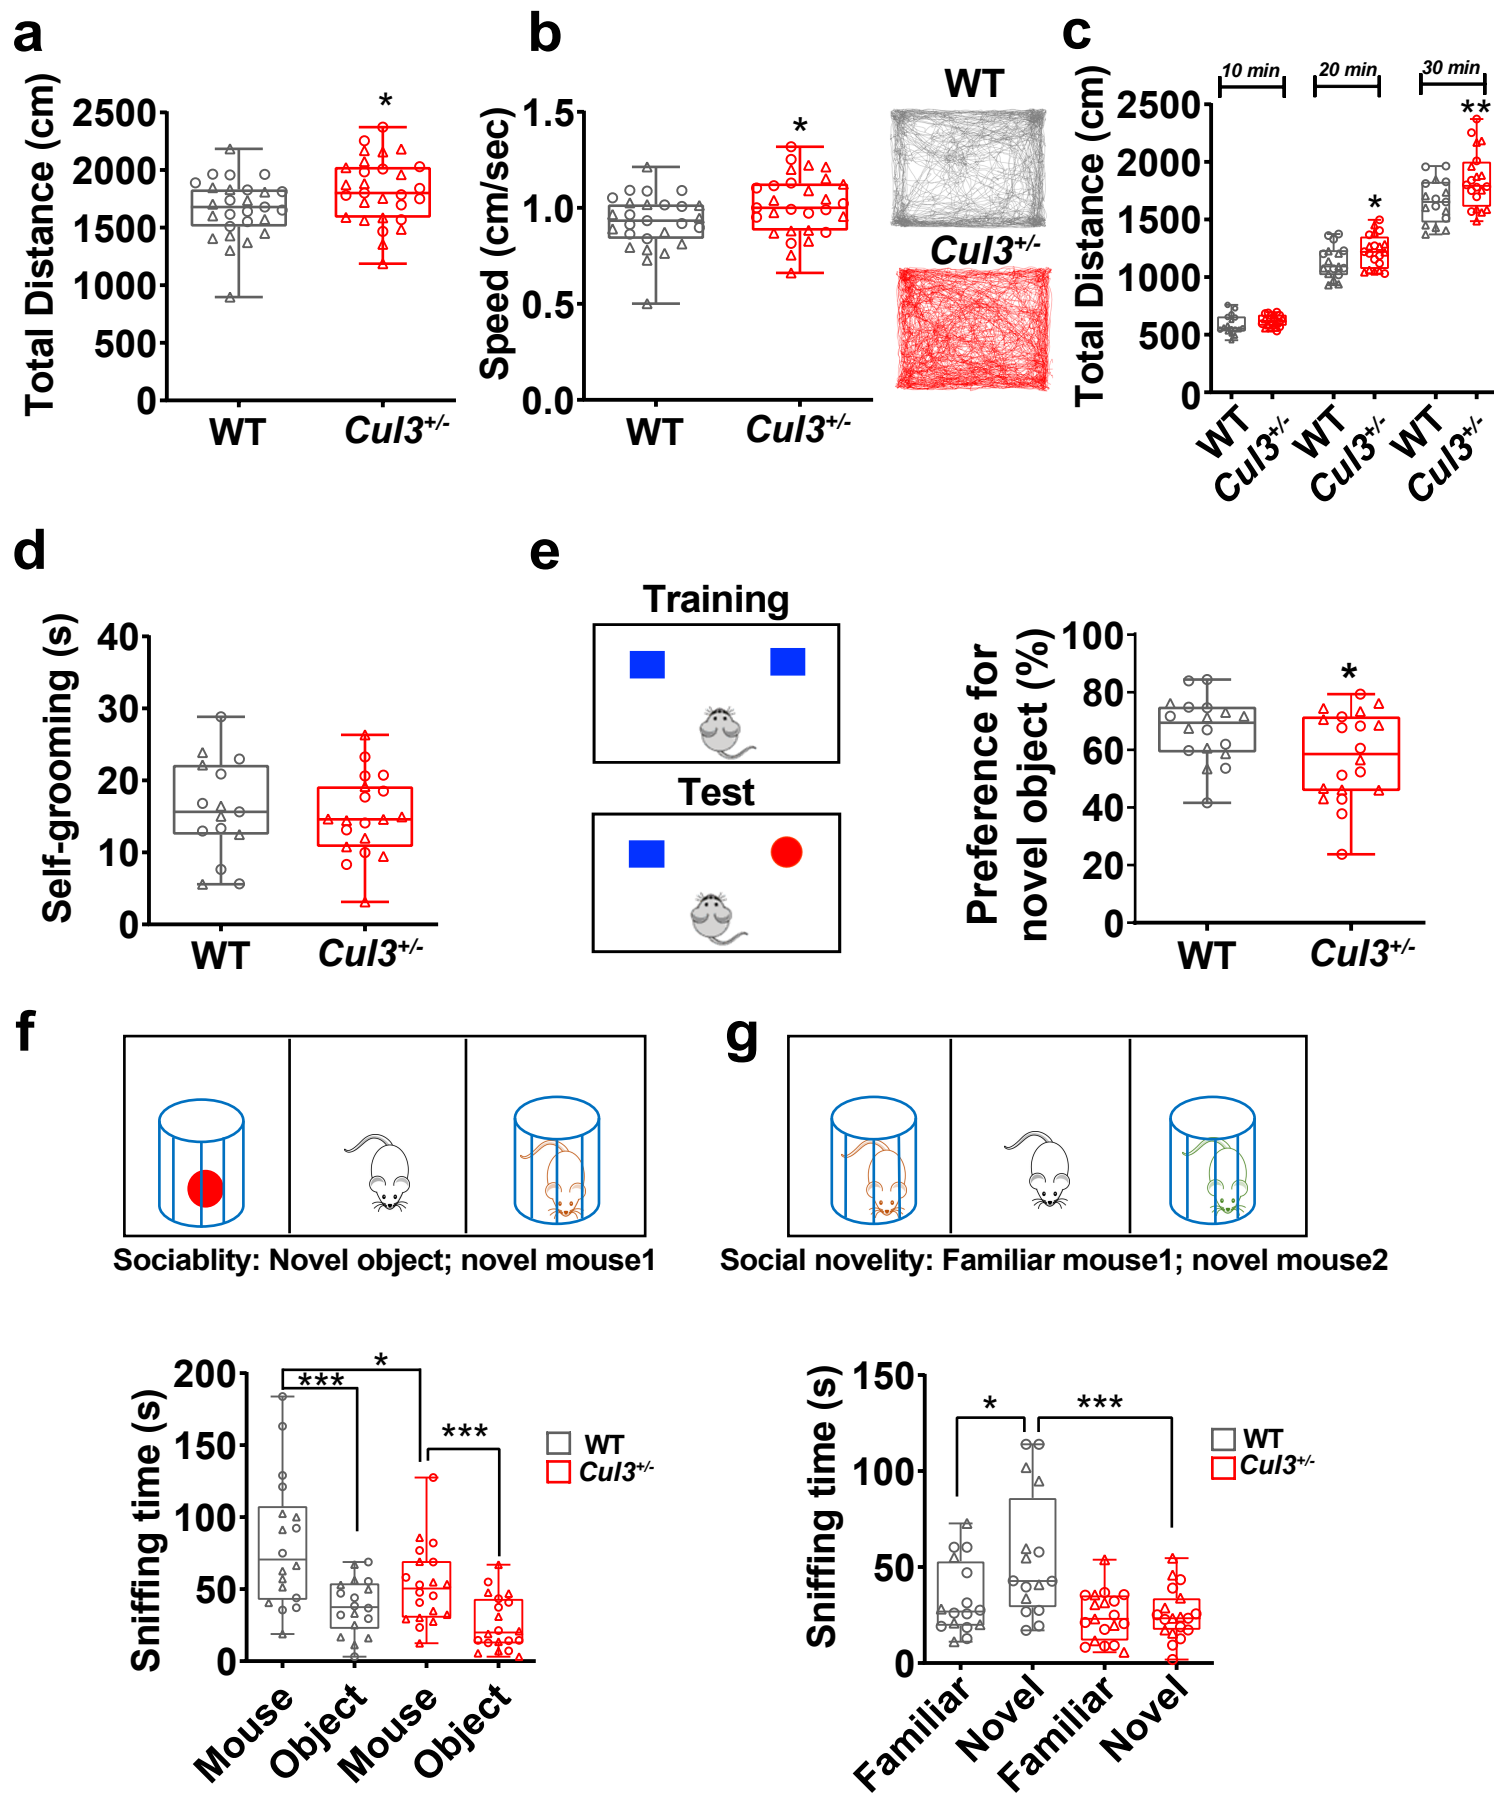 a
Total Distance (cm)
2500
2000
1500
1000
500
0
*
WT
Cul3+/-
b
Speed (cm/sec)
1.5
1.0
0.5
0.0
*
WT
Cul3+/-
WT
Cul3+/-
c
Total Distance (cm)
2500
2000
1500
1000
500
0
10 min
20 min
30 min
*
**
WT
Cul3+/-
WT
Cul3+/-
WT
Cul3+/-
d
Self-grooming (s)
40
30
20
10
0
WT
Cul3+/-
e
Training
Test
Preference for
novel object (%)
100
80
60
40
20
0
*
WT
Cul3+/-
f
Sociablity: Novel object; novel mouse1
Sniffing time (s)
200
150
100
50
0
*
***
***
WT
Cul3+/-
Mouse
Object
Mouse
Object
g
Social novelity: Familiar mouse1; novel mouse2
Sniffing time (s)
150
100
50
0
*
***
WT
Cul3+/-
Familiar
Novel
Familiar
Novel